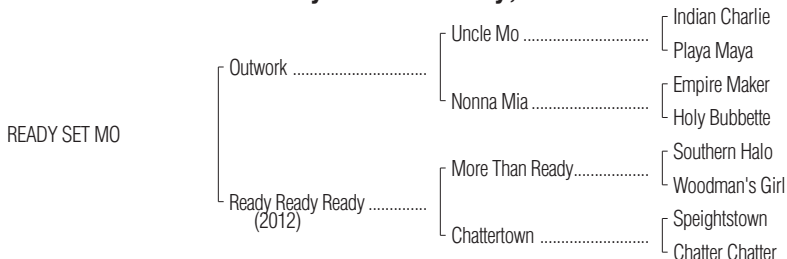 Indian Charlie
Uncle Mo ..............................
Playa Maya
Outwork ................................
Empire Maker
Nonna Mia ............................
Holy Bubbette
READY SET MO
Southern Halo
More Than Ready..................
Woodman's Girl
Ready Ready Ready ..............
(2012)
Speightstown
Chattertown ..........................
Chatter Chatter